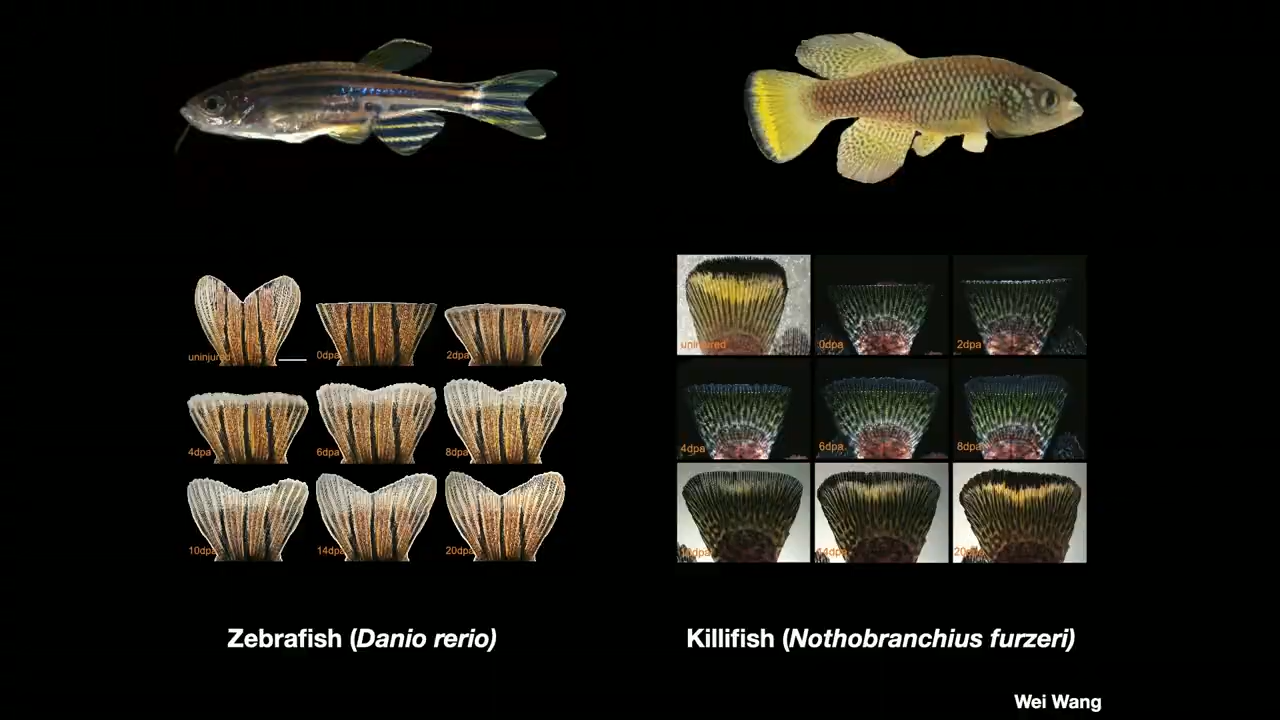 uninjured
0dpa
2dpa
4dpa
6dpa
8dpa
10dpa
14dpa
20dpa
uninjured
0dpa
2dpa
4dpa
6dpa
8dpa
10dpa
14dpa
20dpa
Zebrafish (Danio rerio)
Killifish (Nothobranchius furzeri)
Wei Wang